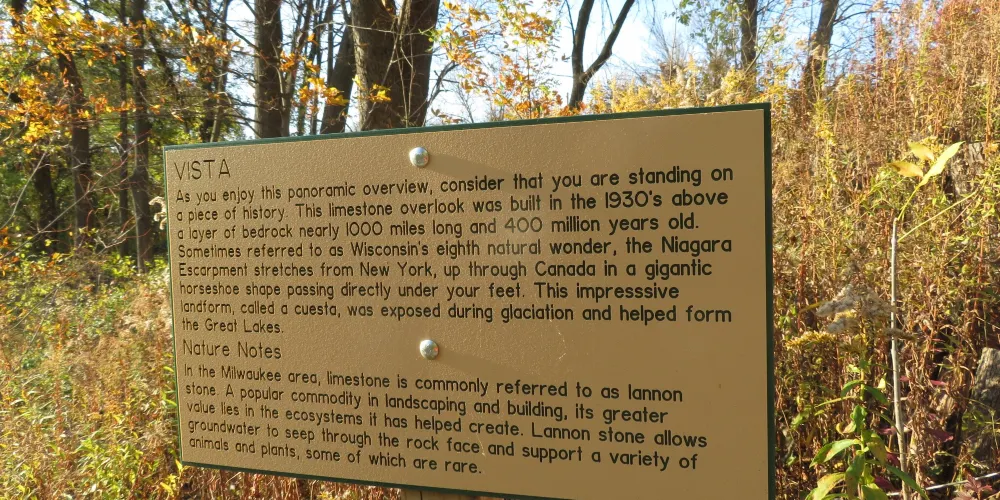 VISTA
As you enjoy this panoramic overview, consider that you are standing on
a piece of history. This limestone overlook was built in the 1930's above
a layer of bedrock nearly 1000 miles long and 400 million years old.
Sometimes referred to as Wisconsin's eighth natural wonder, the Niagara
Escarpment stretches from New York, up through Canada in a gigantic
horseshoe shape passing directly under your feet. This impresssive
landform, called a cuesta, was exposed during glaciation and helped form
the Great Lakes.
Nature Notes
In the Milwaukee area, limestone is commonly referred to as lannon
stone. A popular commodity in landscaping and building, its greater
value lies in the ecosystems it has helped create. Lannon stone allows
groundwater to seep through the rock face and support a variety of
animals and plants, some of which are rare.